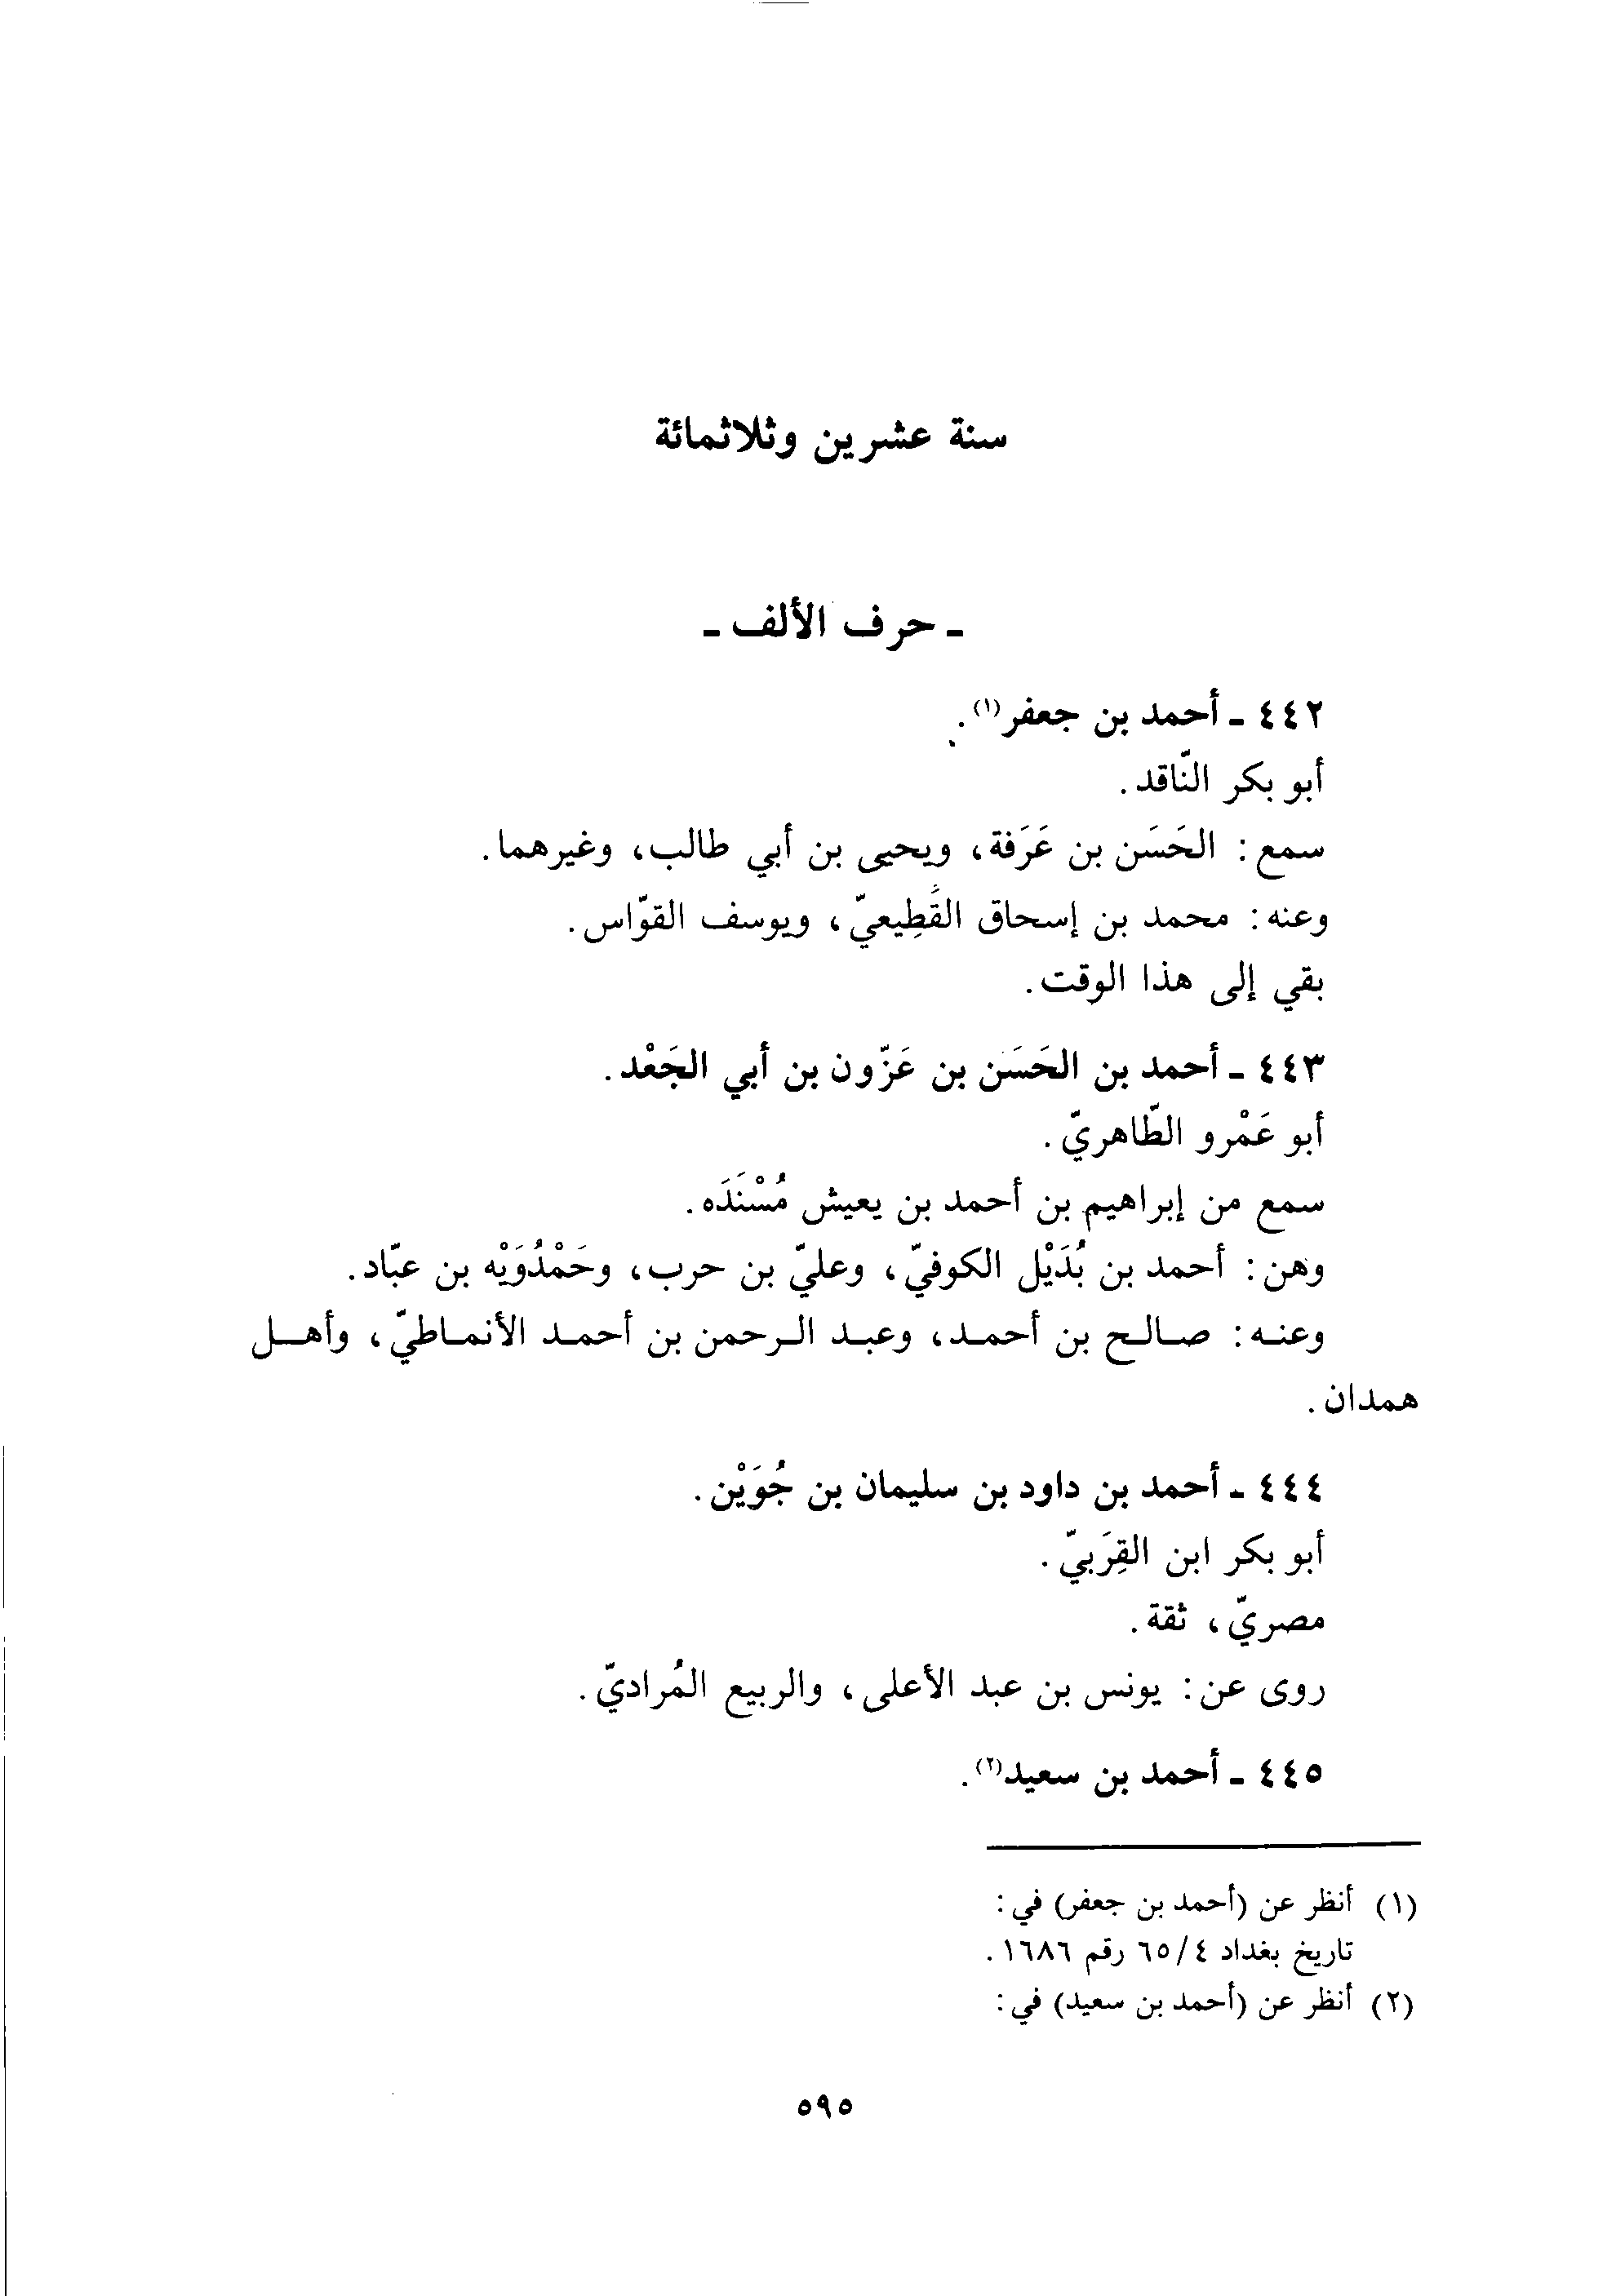 سنة عشرين وثلاثمائة
ـ حرف الألف ـ
٤٤٢ ـ أحمد بن جعفر(١).
أبو بكر النّاقد.
سمع: الحَسَن بن عَرَفة، ويحيى بن أبي طالب، وغيرهما.
وعنه: محمد بن إسحاق القُطِيعيّ، ويوسف القوّاس.
بقي إلى هذا الوقت.
٤٤٣ ـ أحمد بن الحَسَن بن عَزّون بن أبي الجَعْد.
أبو عَمْرو الطّاهريّ.
سمع من إبراهيم بن أحمد بن يعيش مُسْنَدَه.
وهن: أحمد بن بُدَيْل الكوفيّ، وعليّ بن حرب، وحَمْدُوَيْه بن عبّاد.
وعنه: صالح بن أحمد، وعبد الرحمن بن أحمد الأنماطيّ، وأهل
همدان.
٤٤٤ ـ أحمد بن داود بن سليمان بن جُوَيْن.
أبو بكر ابن القِرَبيّ.
مصريّ، ثقة.
روى عن: يونس بن عبد الأعلى، والربيع المُراديّ.
٤٤٥ ـ أحمد بن سعيد(٢).
(١) أنظر عن (أحمد بن جعفر) في:
تاريخ بغداد ٤/ ٦٥ رقم ١٦٨٦.
(٢) أنظر عن (أحمد بن سعيد) في:
٥٩٥